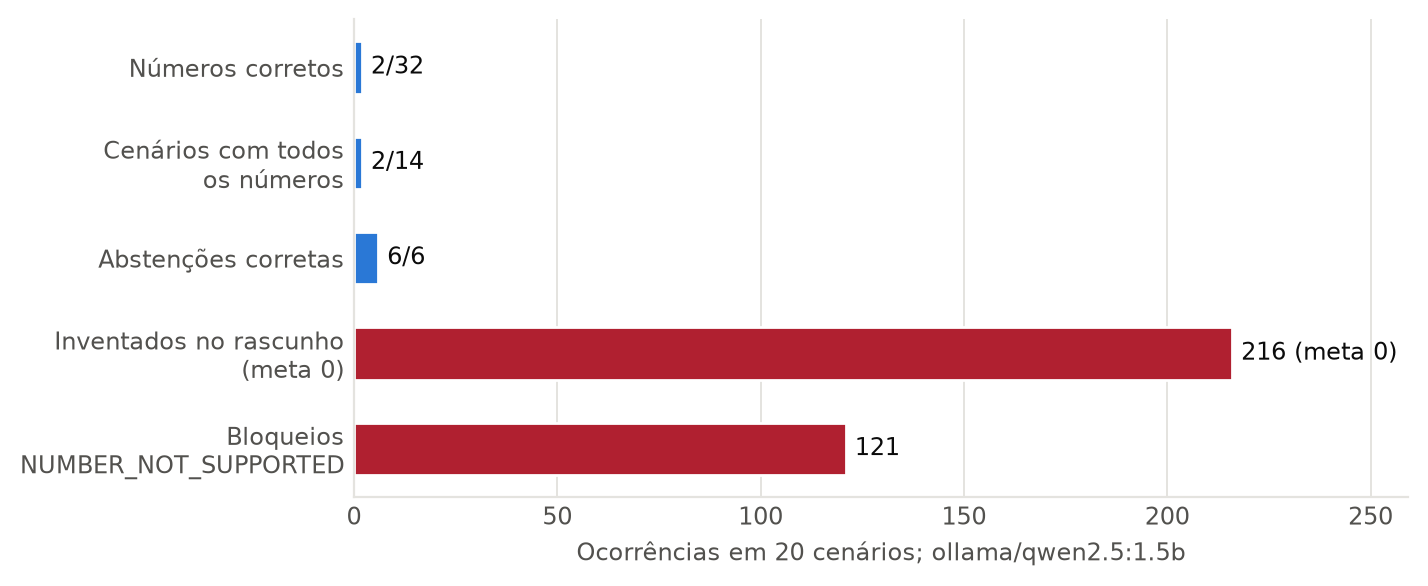 Números corretos
2/32
Cenários com todos
os números
2/14
Abstenções corretas
6/6
Inventados no rascunho
(meta 0)
216 (meta 0)
Bloqueios
NUMBER_NOT_SUPPORTED
121
0 50 100 150 200 250
Ocorrências em 20 cenários; ollama/qwen2.5:1.5b